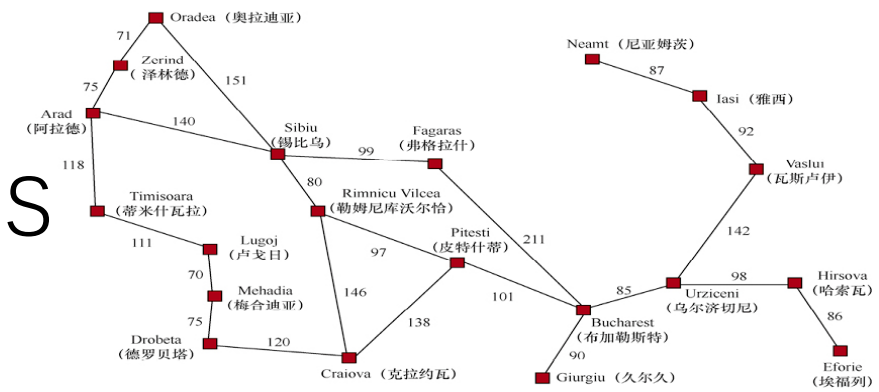 Oradea（奥拉迪亚）
71
Neamt（尼亚姆茨）
Zerind
（泽林德）
87
75
151
Iasi（雅西）
Arad
（阿拉德）
140
Sibiu
（锡比乌）
Fagaras
（弗格拉什）
92
118
99
Vaslui
（瓦斯卢伊）
80
S
Timisoara
（蒂米什瓦拉）
Rimnicu Vilcea
（勒姆尼库沃尔恰）
111
Lugoj
（卢戈日）
97
Pitesti
（皮特什蒂）
211
142
70
Mehadia
（梅合迪亚）
146
101
85
98
Hirsova
（哈索瓦）
Urziceni
（乌尔济切尼）
75
138
Bucharest
（布加勒斯特）
86
Drobeta
（德罗贝塔）
120
90
Craiova（克拉约瓦）
Giurgiu（久尔久）
Eforie
（埃福列）